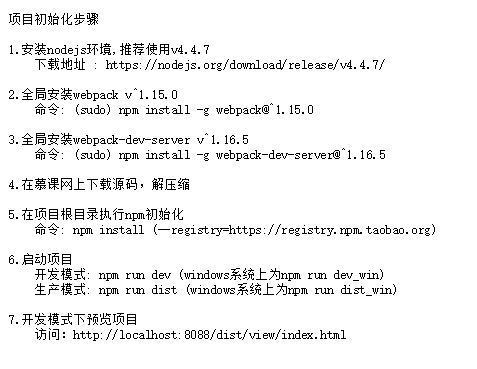 项目初始化步骤
1.安装nodejs环境,推荐使用v4.4.7
下载地址 : https://nodejs.org/download/release/v4.4.7/
2.全局安装webpack v^1.15.0
命令: (sudo) npm install -g webpack@^1.15.0
3.全局安装webpack-dev-server v^1.16.5
命令: (sudo) npm install -g webpack-dev-server@^1.16.5
4.在慕课网上下载源码, 解压缩
5.在项目根目录执行npm初始化
命令: npm install (--registry=https://registry.npm.taobao.org)
6.启动项目
开发模式: npm run dev (windows系统上为npm run dev_win)
生产模式: npm run dist (windows系统上为npm run dist_win)
7.开发模式下预览项目
访问: http://localhost:8088/dist/view/index.html